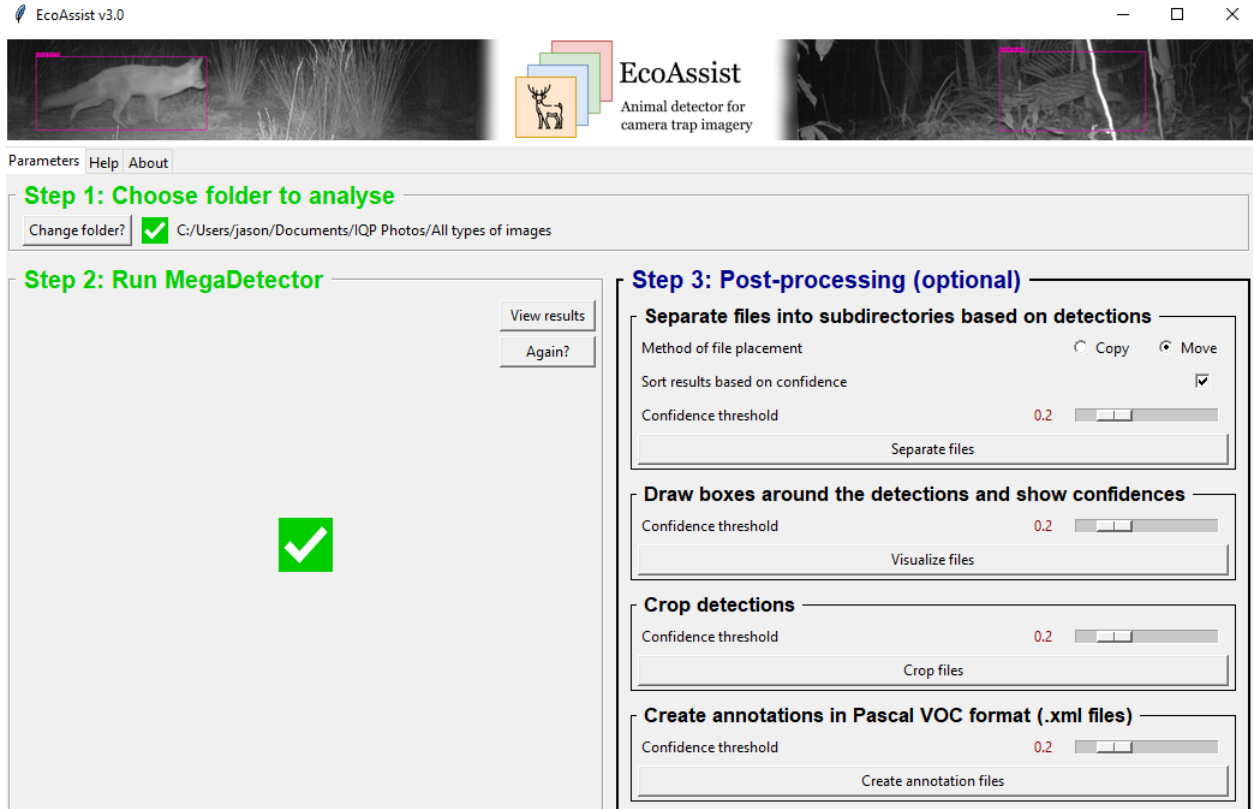 EcoAssist v3.0
EcoAssist
Animal detector for
camera trap imagery
Parameters Help About
Step 1: Choose folder to analyse
Change folder? C:/Users/jason/Documents/IQP Photos/All types of images
Step 2: Run MegaDetector
View results
Again?
Step 3: Post-processing (optional)
Separate files into subdirectories based on detections
Method of file placement Copy Move
Sort results based on confidence
Confidence threshold 0.2
Separate files
Draw boxes around the detections and show confidences
Confidence threshold 0.2
Visualize files
Crop detections
Confidence threshold 0.2
Crop files
Create annotations in Pascal VOC format (.xml files)
Confidence threshold 0.2
Create annotation files